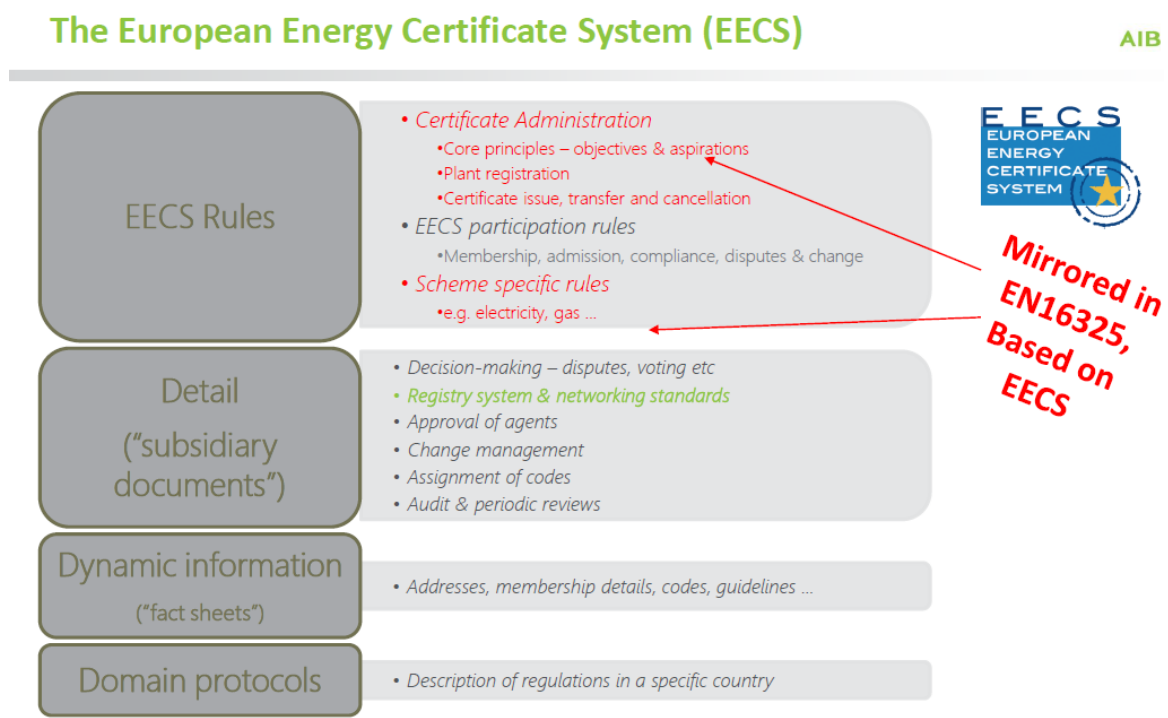 The European Energy Certificate System (EECS)
AIB
EECS Rules
• Certificate Administration
•Core principles – objectives & aspirations
•Plant registration
•Certificate issue, transfer and cancellation
• EECS participation rules
•Membership, admission, compliance, disputes & change
• Scheme specific rules
•e.g. electricity, gas ...
EECS
EUROPEAN
ENERGY
CERTIFICATE
SYSTEM
Mirrored in
EN16325,
Based on
EECS
Detail
("subsidiary
documents")
• Decision-making – disputes, voting etc
• Registry system & networking standards
• Approval of agents
• Change management
• Assignment of codes
• Audit & periodic reviews
Dynamic information
("fact sheets")
• Addresses, membership details, codes, guidelines ...
Domain protocols
• Description of regulations in a specific country